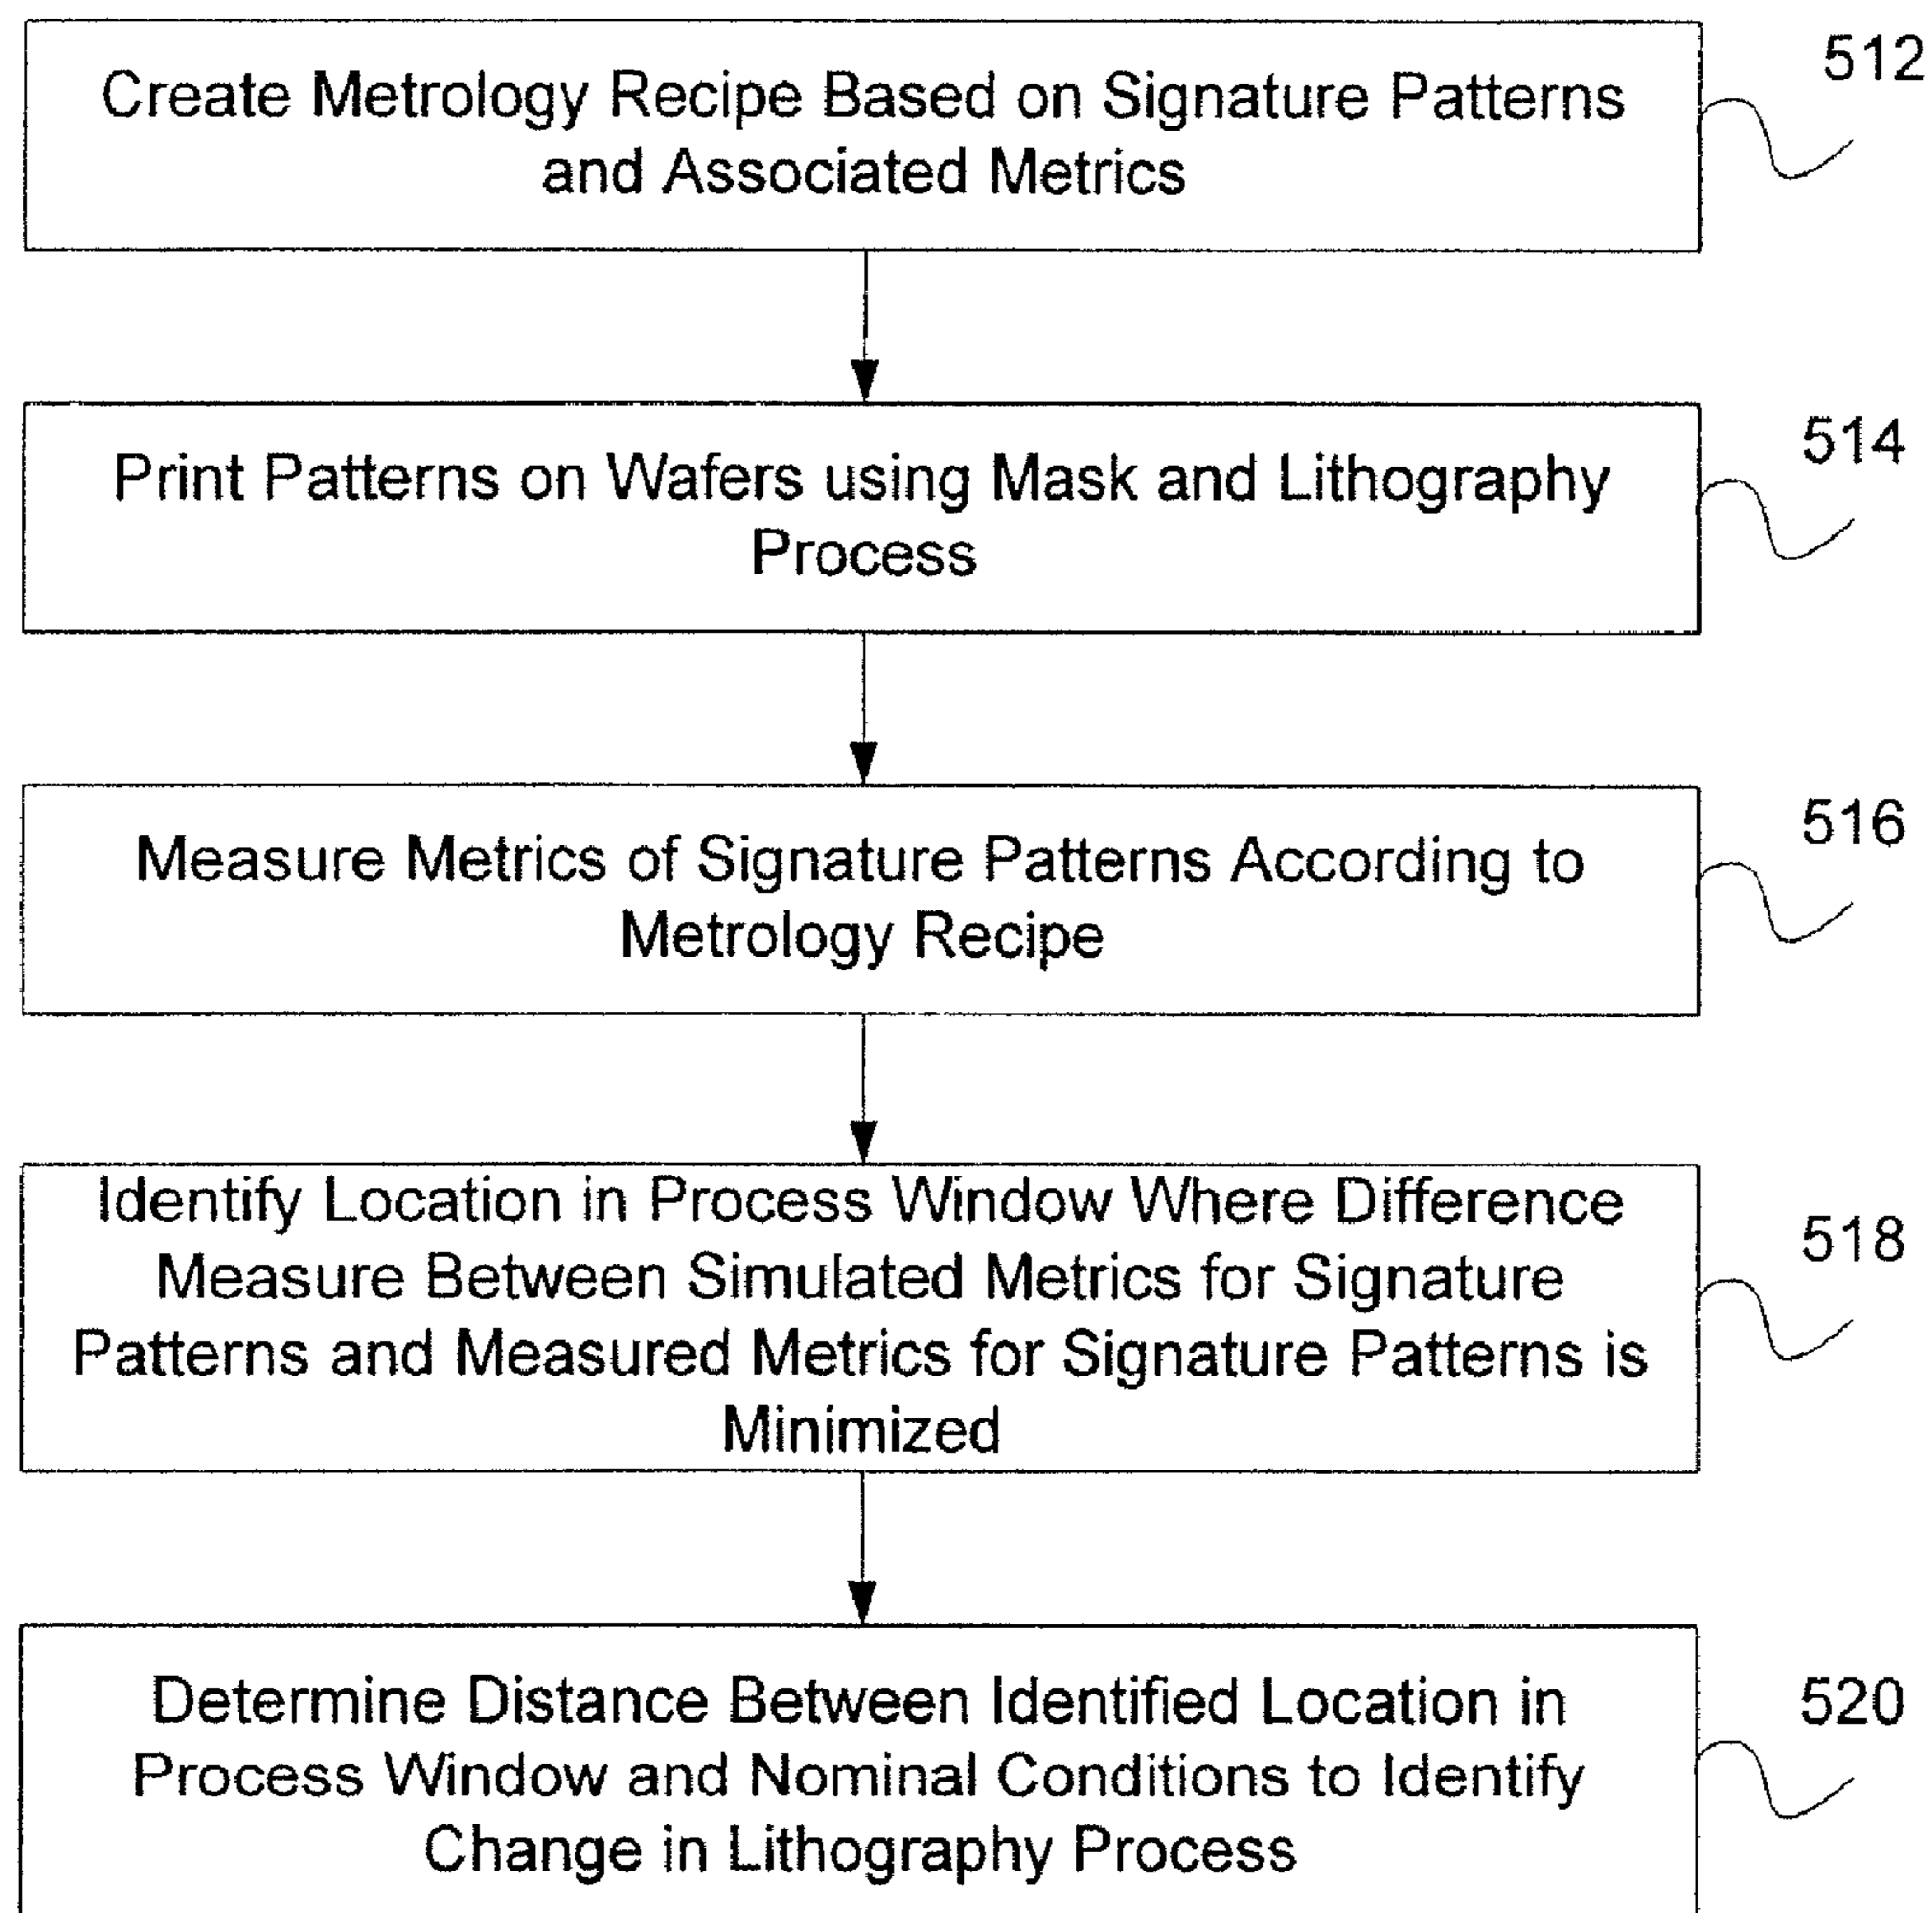 Create Metrology Recipe Based on Signature Patterns
and Associated Metrics
512
Print Patterns on Wafers using Mask and Lithography
Process
514
Measure Metrics of Signature Patterns According to
Metrology Recipe
516
Identify Location in Process Window Where Difference
Measure Between Simulated Metrics for Signature
Patterns and Measured Metrics for Signature Patterns is
Minimized
518
Determine Distance Between Identified Location in
Process Window and Nominal Conditions to Identify
Change in Lithography Process
520